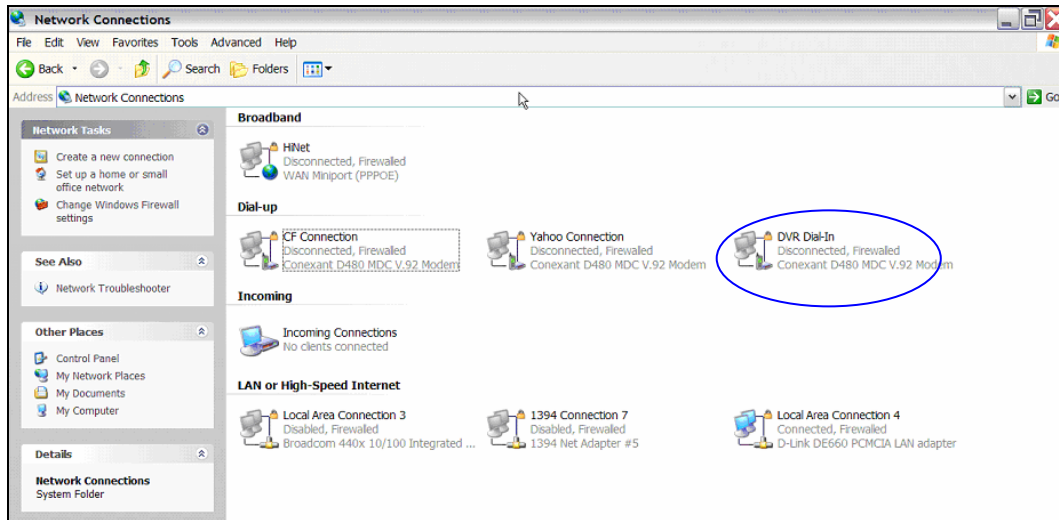 Network Connections
File Edit View Favorites Tools Advanced Help
Back Search Folders
Address Network Connections Go
Network Tasks
Create a new connection
Set up a home or small
office network
Change Windows Firewall
settings
See Also
Network Troubleshooter
Other Places
Control Panel
My Network Places
My Documents
My Computer
Details
Network Connections
System Folder
Broadband
HiNet
Disconnected, Firewalled
WAN Miniport (PPPOE)
Dial-up
CF Connection
Disconnected, Firewalled
Conexant D480 MDC V.92 Modem
Yahoo Connection
Disconnected, Firewalled
Conexant D480 MDC V.92 Modem
DVR Dial-In
Disconnected, Firewalled
Conexant D480 MDC V.92 Modem
Incoming
Incoming Connections
No clients connected
LAN or High-Speed Internet
Local Area Connection 3
Disabled, Firewalled
Broadcom 440x 10/100 Integrated ...
1394 Connection 7
Disabled, Firewalled
1394 Net Adapter #5
Local Area Connection 4
Connected, Firewalled
D-Link DE660 PCMCIA LAN adapter